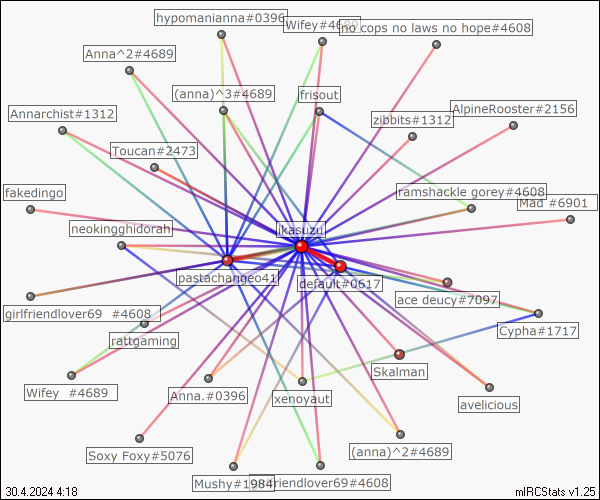 hypomanianna#0396
Wifey#4689
no cops no laws no hope#4608
Anna^2#4689
(anna)^3#4689
frisout
AlpineRooster#2156
Annarchist#1312
zibbits#1312
Toucan#2473
fakedingo
ramshackle gorey#4608
Mad #6901
neokingghidorah
ikasuzu
pastachangeo41
default#0617
ace deucy#7097
girlfriendlover69 #4608
Cypha#1717
rattgaming
Skalman
Wifey #4689
Anna.#0396
xenoyaut
avelicious
Soxy Foxy#5076
(anna)^2#4689
Mushy#1984
friendlover69#4608
30.4.2024 4:18
mIRCStats v1.25